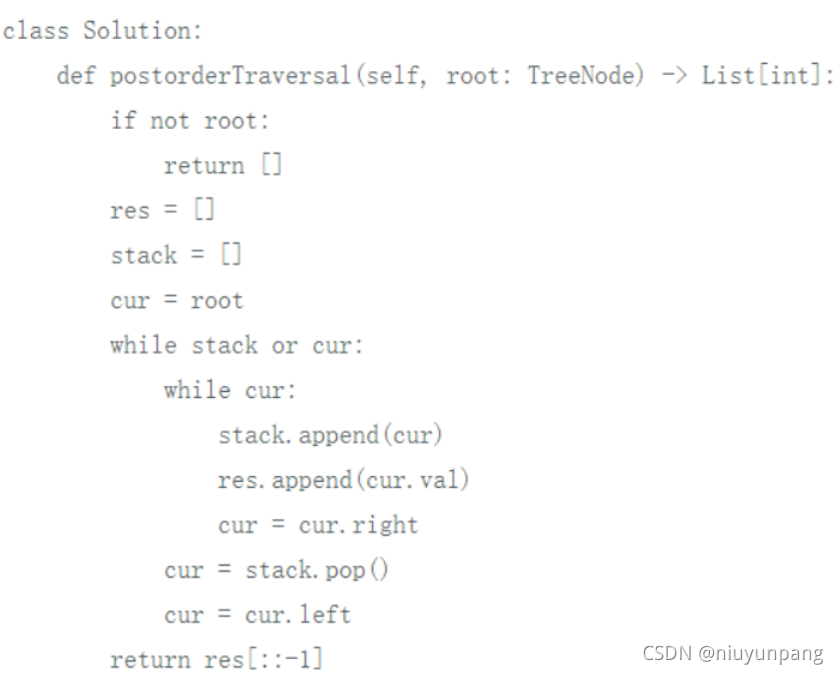 class Solution:
    def postorderTraversal(self, root: TreeNode) -> List[int]:
        if not root:
            return []
        res = []
        stack = []
        cur = root
        while stack or cur:
            while cur:
                stack.append(cur)
                res.append(cur.val)
                cur = cur.right
            cur = stack.pop()
            cur = cur.left
        return res[::-1]
CSDN @niuyunpang